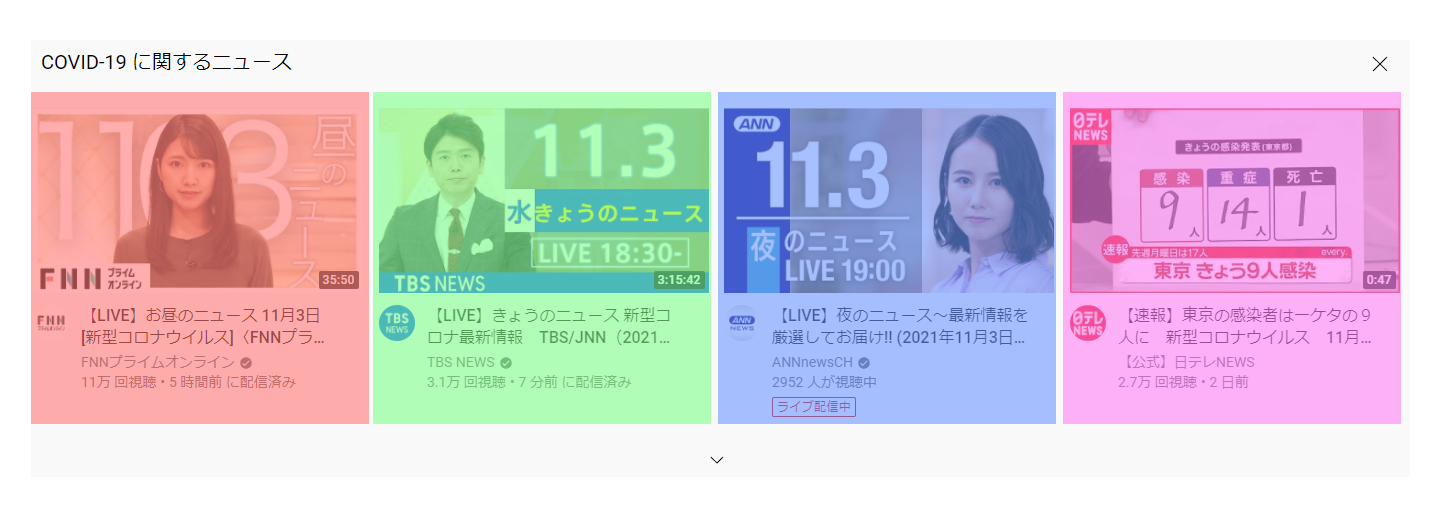 COVID-19 に関するニュース
1103
昼のニュース
FNN プライムオンライン
35:50
【LIVE】お昼のニュース 11月3日
[新型コロナウイルス]〈FNNプラ...
FNNプライムオンライン
11万 回視聴・5 時間前 に配信済み
11.3
水 きょうのニュース
LIVE 18:30-
TBS NEWS
3:15:42
TBS NEWS
【LIVE】きょうのニュース 新型コ
ロナ最新情報　TBS/JNN（2021...
TBS NEWS
3.1万 回視聴・7 分前 に配信済み
ANN
11.3
夜のニュース
LIVE 19:00
ANN NEWS
【LIVE】夜のニュース～最新情報を
厳選してお届け!! (2021年11月3日...
ANNnewsCH
2952 人が視聴中
ライブ配信中
日テレ NEWS
きょうの感染発表(東京都)
感染 重症 死亡
9人 14人 1人
速報 先週月曜日は17人 every.
東京 きょう9人感染
0:47
日テレ NEWS
【速報】東京の感染者は一ケタの９
人に　新型コロナウイルス　11月...
【公式】日テレNEWS
2.7万 回視聴・2 日前